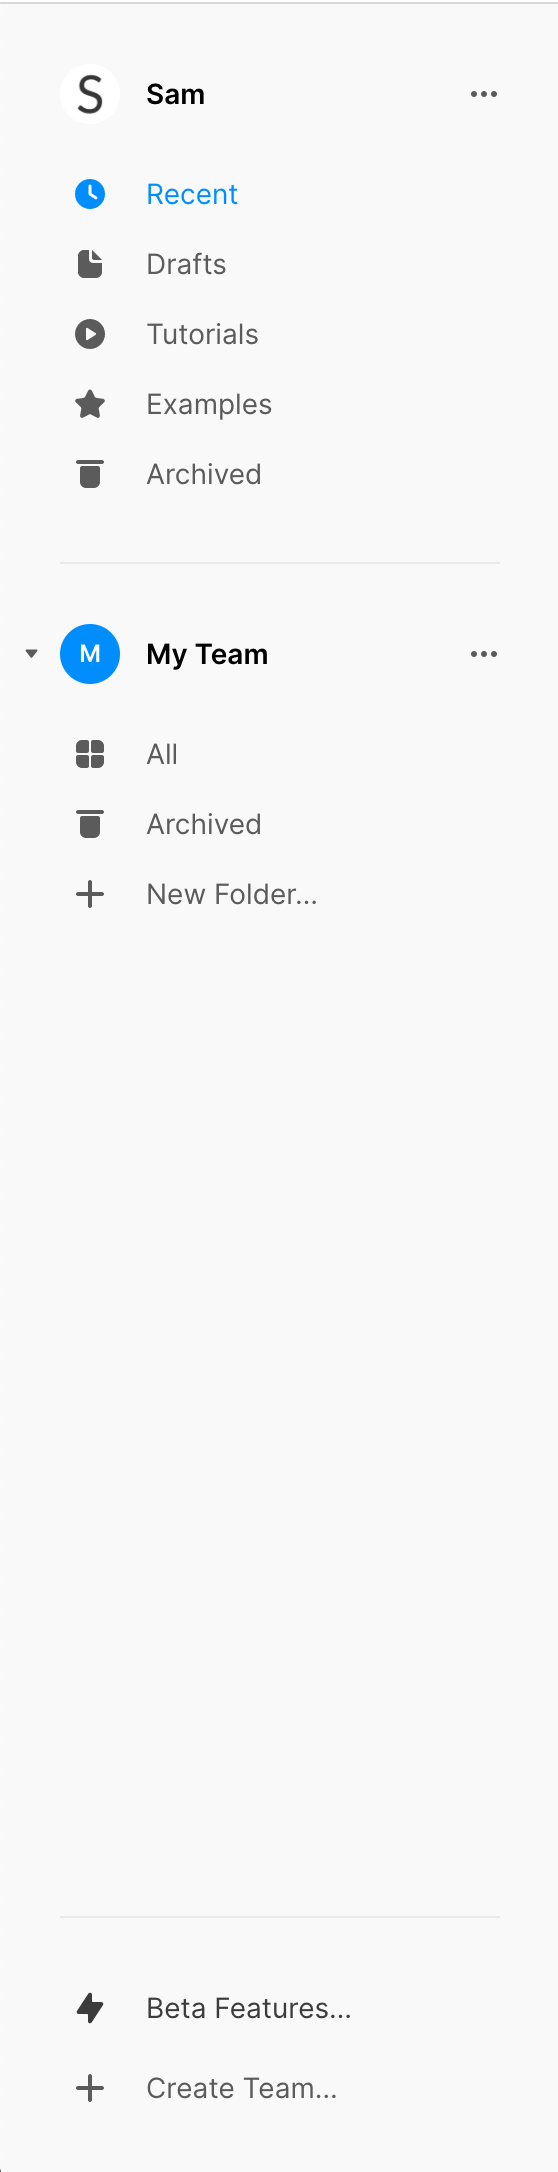 S Sam
Recent
Drafts
Tutorials
Examples
Archived
M My Team
All
Archived
New Folder...
Beta Features...
Create Team...